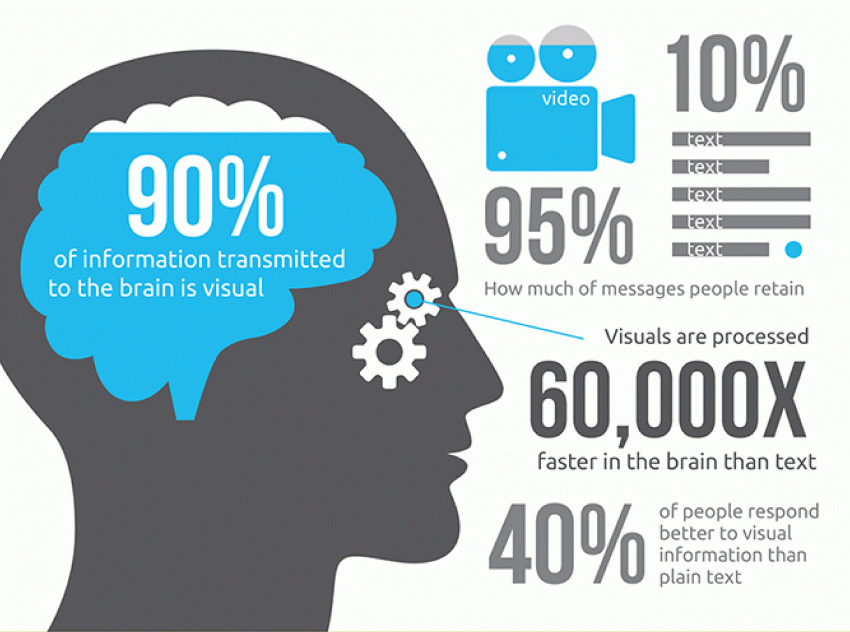 90%
of information transmitted
to the brain is visual
video
95%
10%
text
text
text
text
text
How much of messages people retain
Visuals are processed
60,000X
faster in the brain than text
40%
of people respond
better to visual
information than
plain text